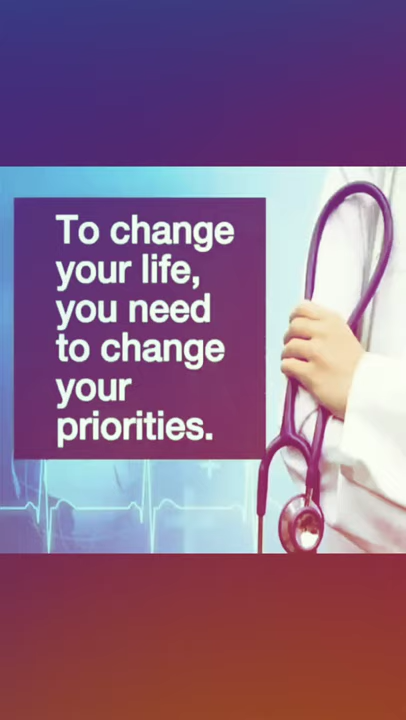 To change
your life,
you need
to change
your
priorities.